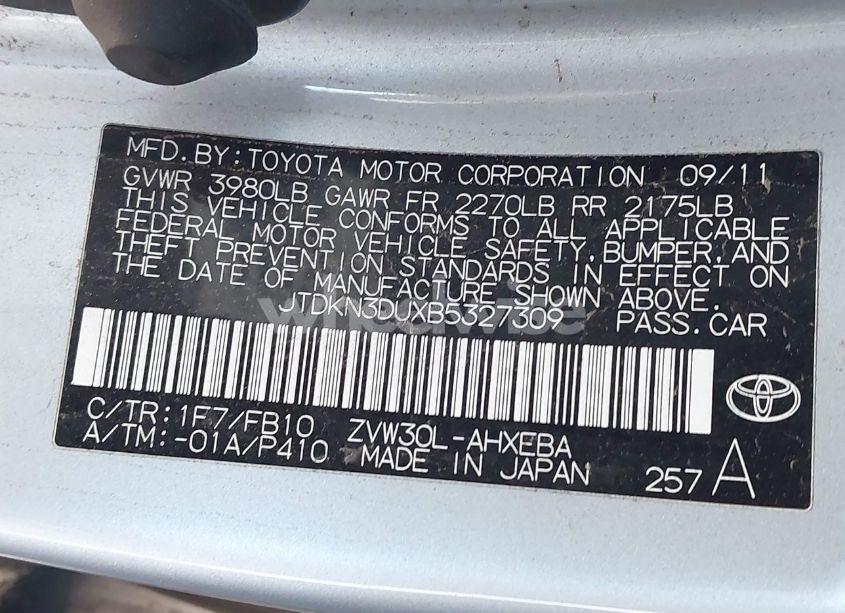 MFD.BY:TOYOTA MOTOR CORPORATION 09/11
GVWR 3980LB GAWR FR 2270LB RR 2175LB
THIS VEHICLE CONFORMS TO ALL APPLICABLE
FEDERAL MOTOR VEHICLE SAFETY,BUMPER,AND
THEFT PREVENTION STANDARDS IN EFFECT ON
THE DATE OF MANUFACTURE SHOWN ABOVE.
JTDKN3DUXB5327309 PASS.CAR
C/TR:1F7/FB10 ZVW30L-AHXEBA
A/TM:-01A/P410 MADE IN JAPAN 257 A